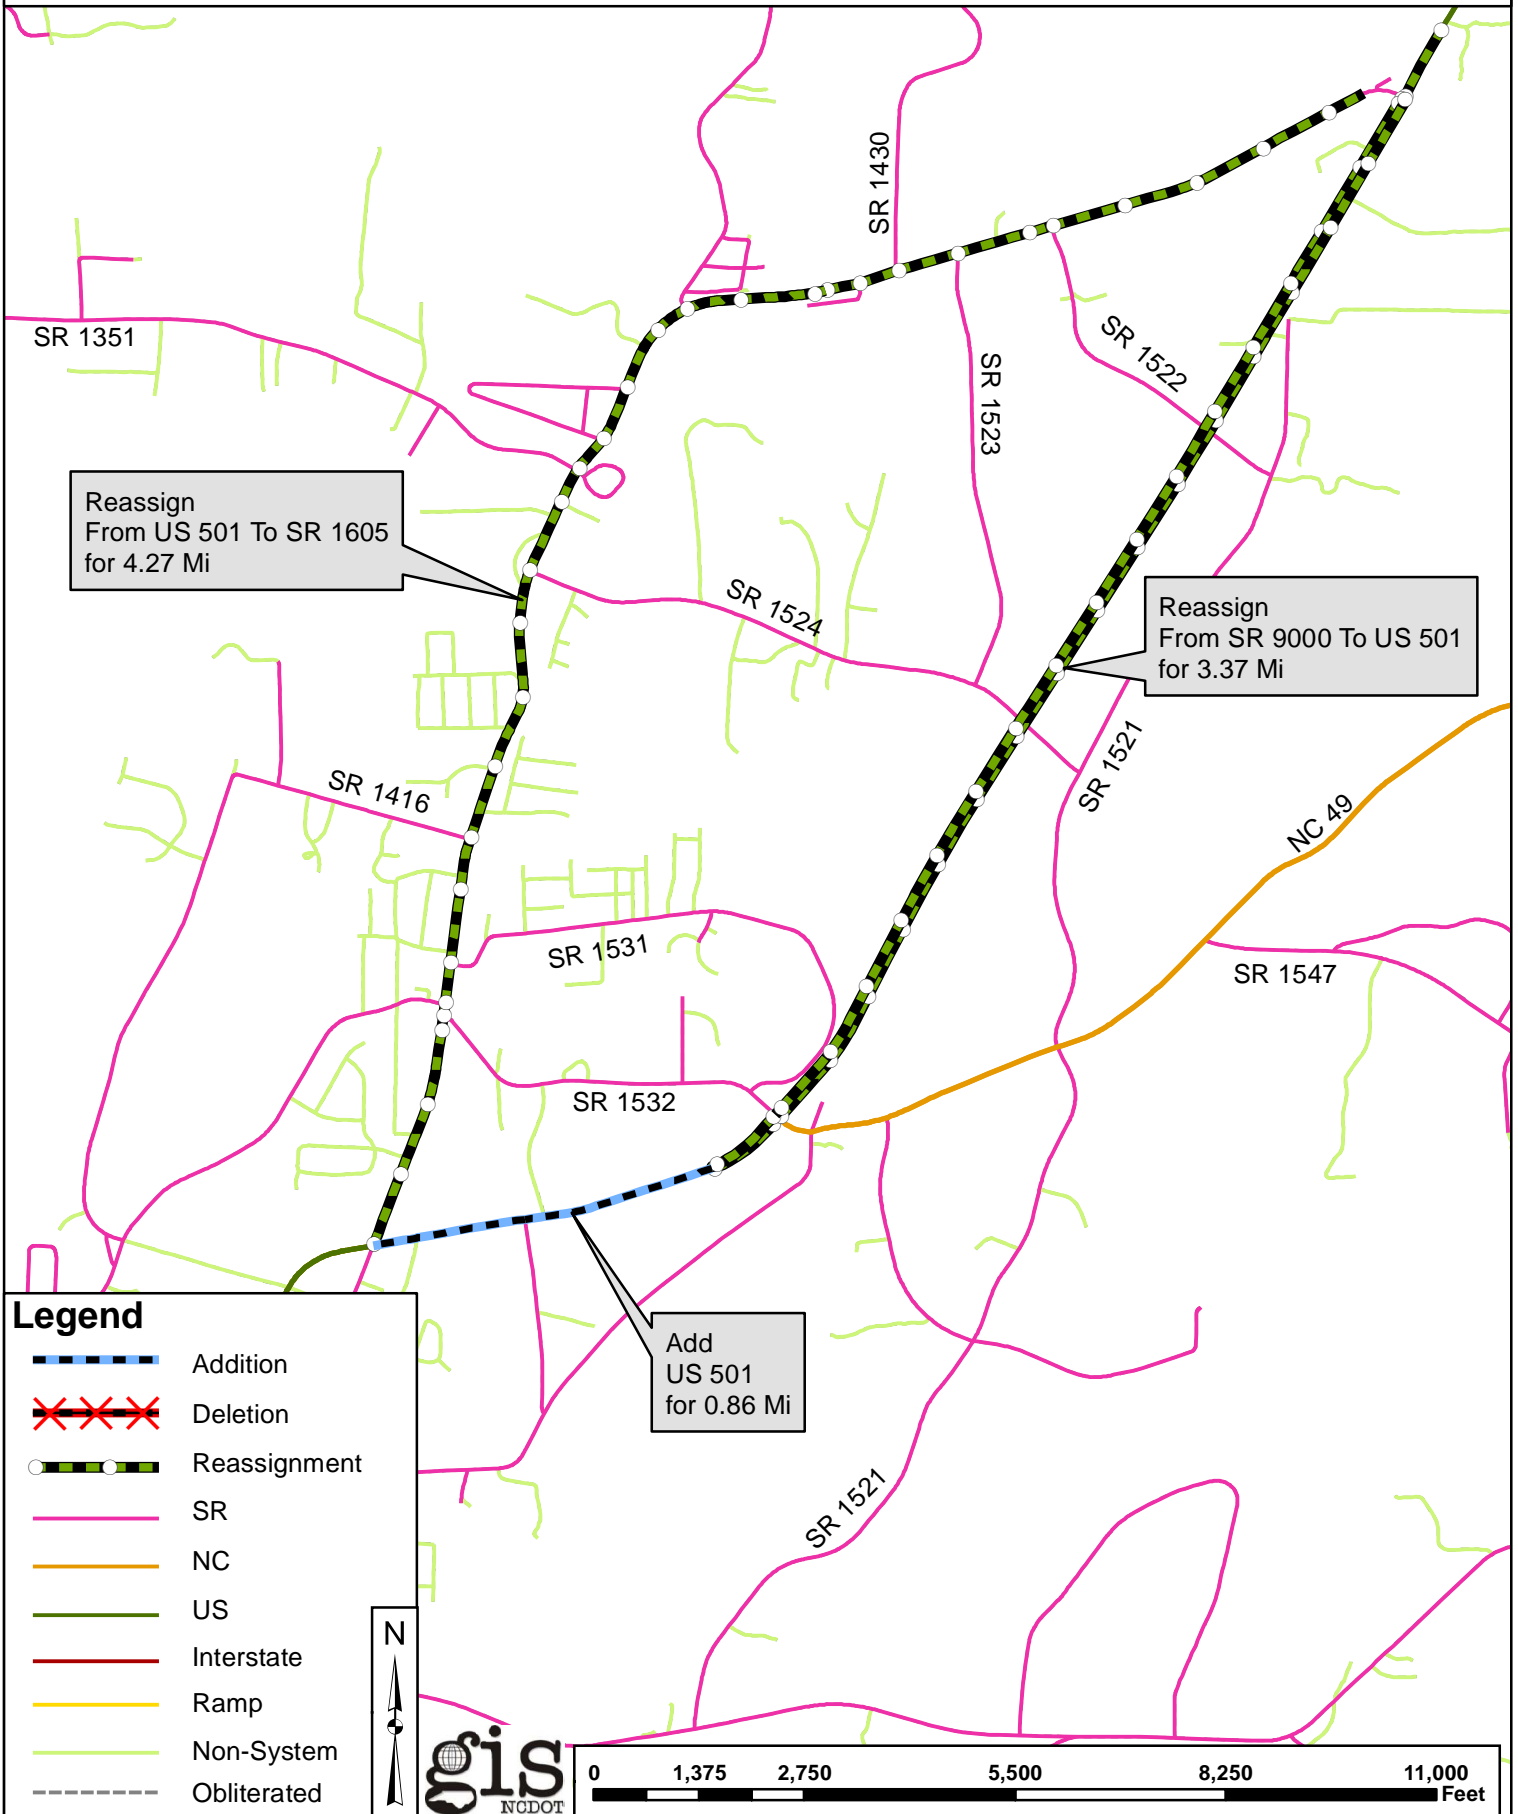 SR 1430
SR 1351
SR 1522
SR 1523
Reassign
From US 501 To SR 1605
for 4.27 Mi
SR 1524
Reassign
From SR 9000 To US 501
for 3.37 Mi
SR 1521
SR 1416
NC 49
SR 1531
SR 1547
SR 1532
Add
US 501
for 0.86 Mi
SR 1521
Legend
Addition
Deletion
Reassignment
SR
NC
US
Interstate
Ramp
Non-System
Obliterated
N
gis
NCDOT
0 1,375 2,750 5,500 8,250 11,000
Feet